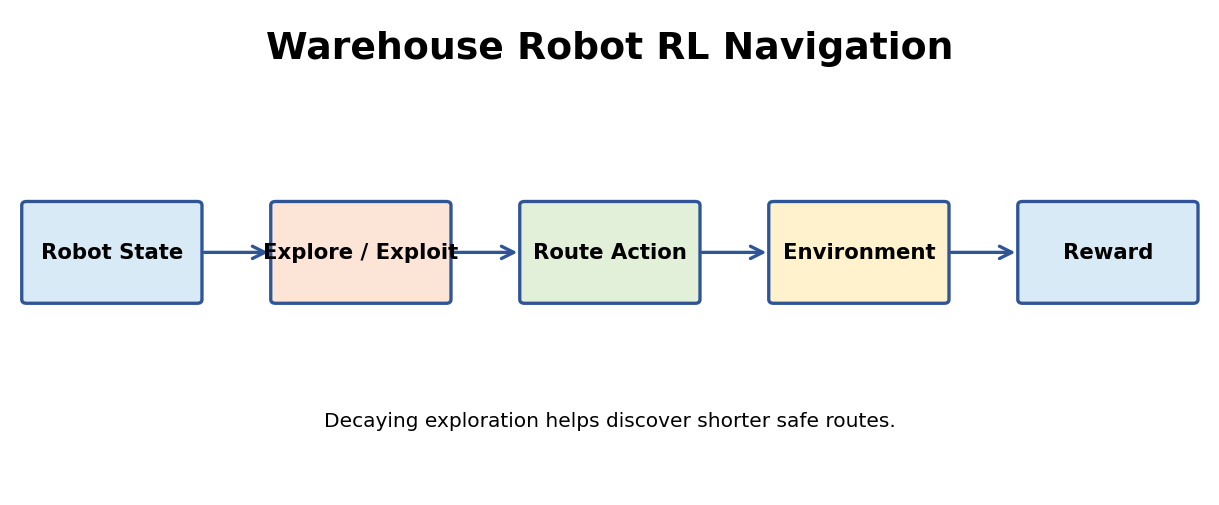 Warehouse Robot RL Navigation
Robot State
Explore / Exploit
Route Action
Environment
Reward
Decaying exploration helps discover shorter safe routes.